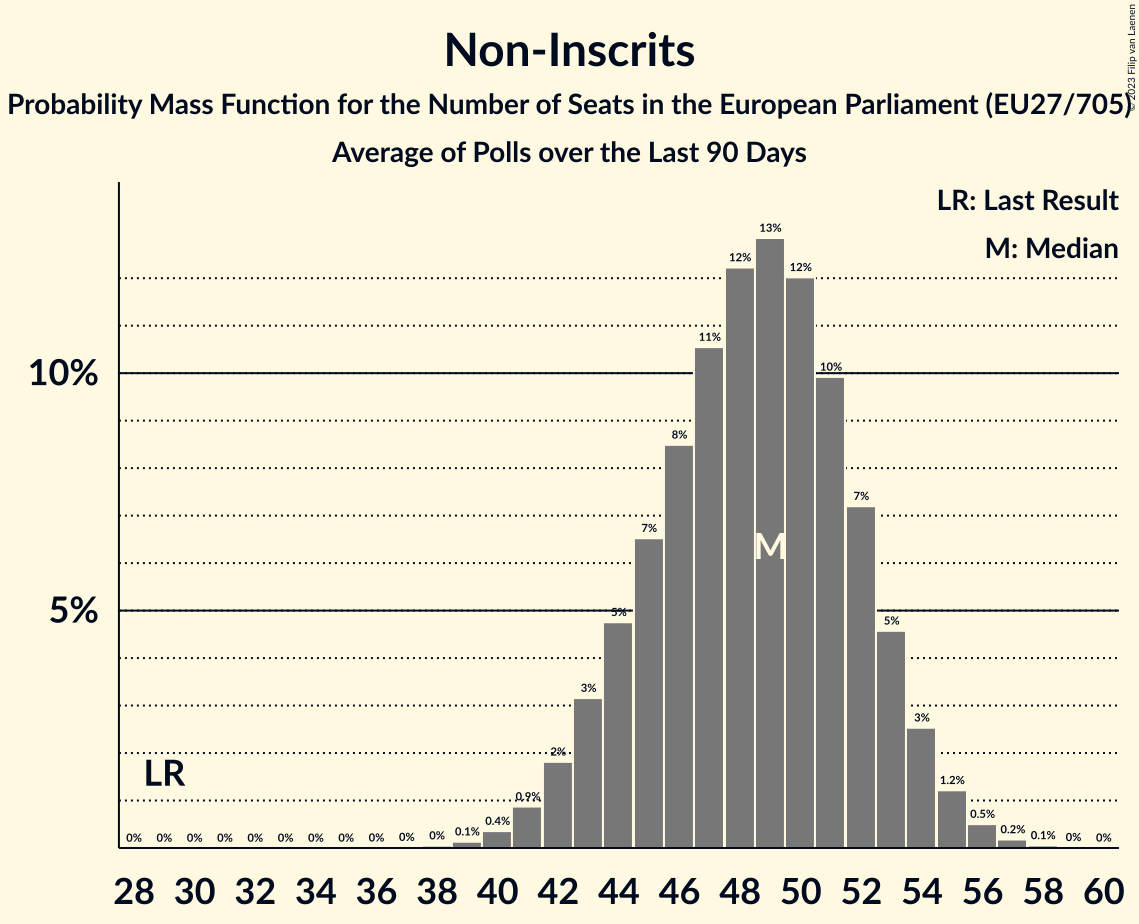 Non-Inscrits
Probability Mass Function for the Number of Seats in the European Parliament (EU27/705)
Average of Polls over the Last 90 Days
© 2023 Filip van Laenen
LR: Last Result
M: Median
13%
12%
12%
11%
10%
10%
8%
7%
7%
M
5%
5%
5%
3%
3%
2%
LR
1.2%
0.9%
0.4%
0.5%
0% 0% 0% 0% 0% 0% 0% 0% 0% 0% 0% 0.1% 0.2% 0.1% 0% 0%
28 30 32 34 36 38 40 42 44 46 48 50 52 54 56 58 60